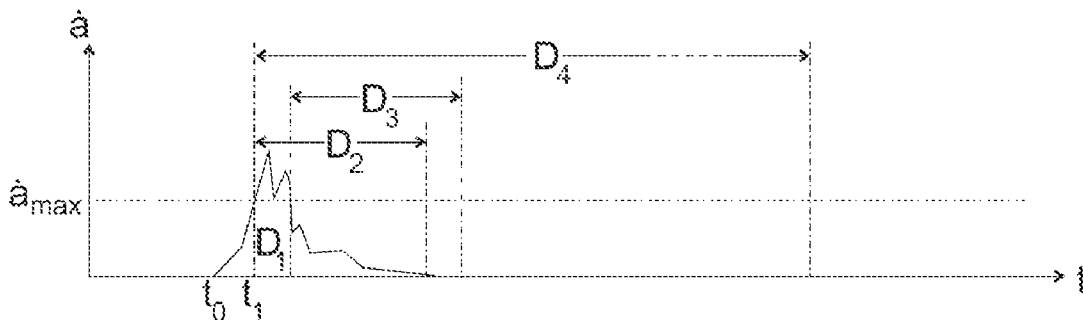 ȧ
D₄
D₃
D₂
ȧmax
D₁
t₀ t₁
t